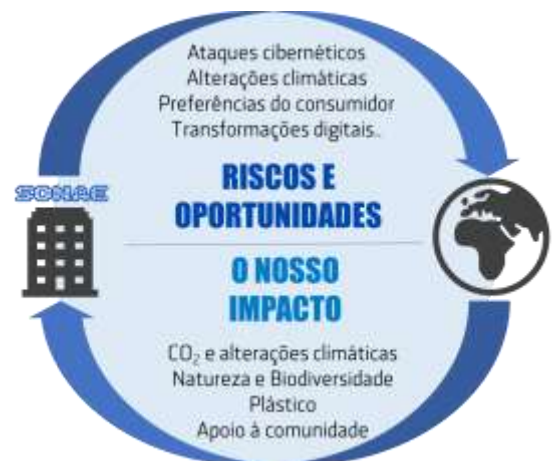 Ataques cibernéticos
Alterações climáticas
Preferências do consumidor
Transformações digitais..
RISCOS E
OPORTUNIDADES
SONAE
O NOSSO
IMPACTO
CO₂ e alterações climáticas
Natureza e Biodiversidade
Plástico
Apoio à comunidade